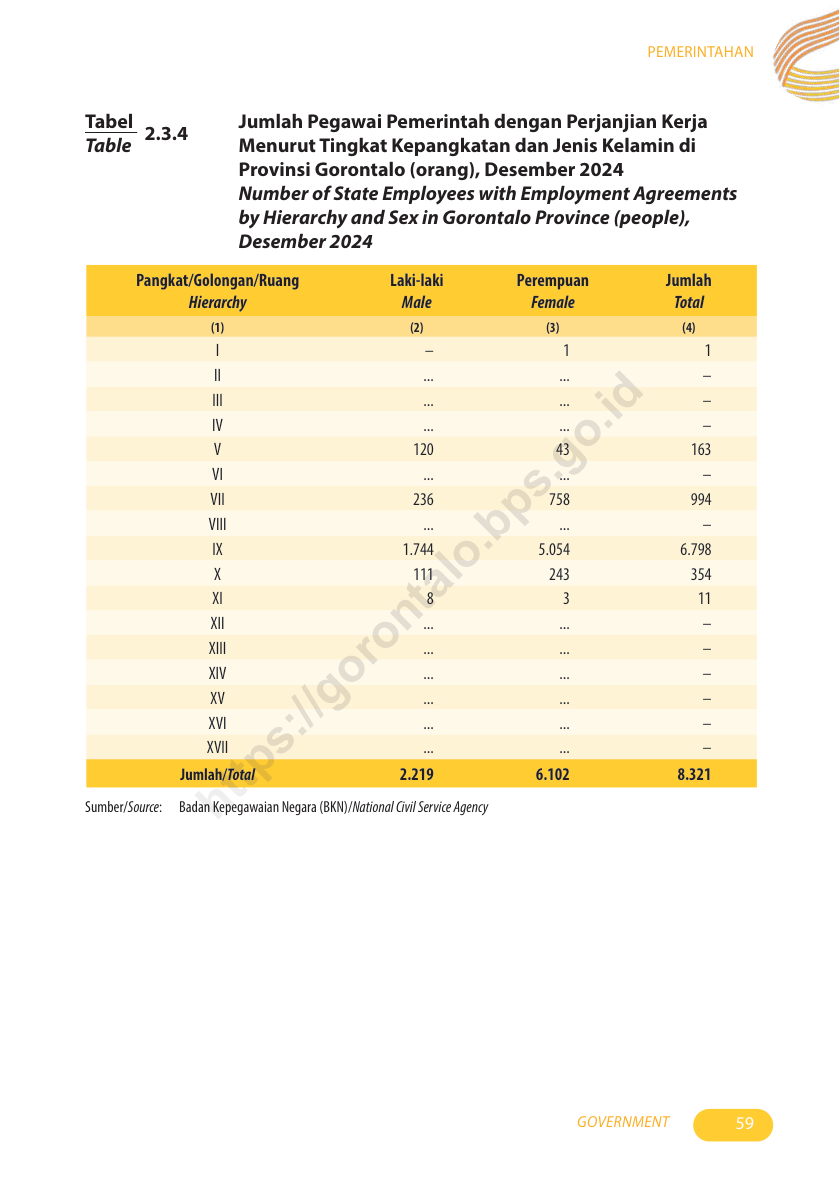 PEMERINTAHAN
Tabel
Table
2.3.4
Jumlah Pegawai Pemerintah dengan Perjanjian Kerja
Menurut Tingkat Kepangkatan dan Jenis Kelamin di
Provinsi Gorontalo (orang), Desember 2024
Number of State Employees with Employment Agreements
by Hierarchy and Sex in Gorontalo Province (people),
Desember 2024
Pangkat/Golongan/Ruang Laki-laki Perempuan Jumlah
Hierarchy Male Female Total
(1) (2) (3) (4)
I – 1 1
II ... ... –
III ... ... –
IV ... ... –
V 120 43 163
VI ... ... –
VII 236 758 994
VIII ... ... –
IX 1.744 5.054 6.798
X 111 243 354
XI 8 3 11
XII ... ... –
XIII ... ... –
XIV ... ... –
XV ... ... –
XVI ... ... –
XVII ... ... –
Jumlah/Total 2.219 6.102 8.321
Sumber/Source: Badan Kepegawaian Negara (BKN)/National Civil Service Agency
https://gorontalo.bps.go.id
GOVERNMENT 59